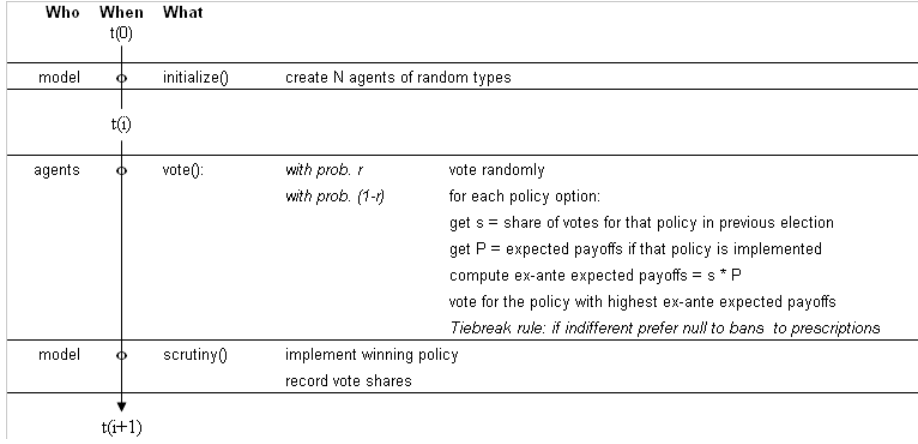 Who When What
t(0)
model initialize() create N agents of random types
t(i)
agents vote(): with prob. r vote randomly
with prob. (1-r) for each policy option:
get s = share of votes for that policy in previous election
get P = expected payoffs if that policy is implemented
compute ex-ante expected payoffs = s * P
vote for the policy with highest ex-ante expected payoffs
Tiebreak rule: if indifferent prefer null to bans to prescriptions
model scrutiny() implement winning policy
record vote shares
t(i+1)